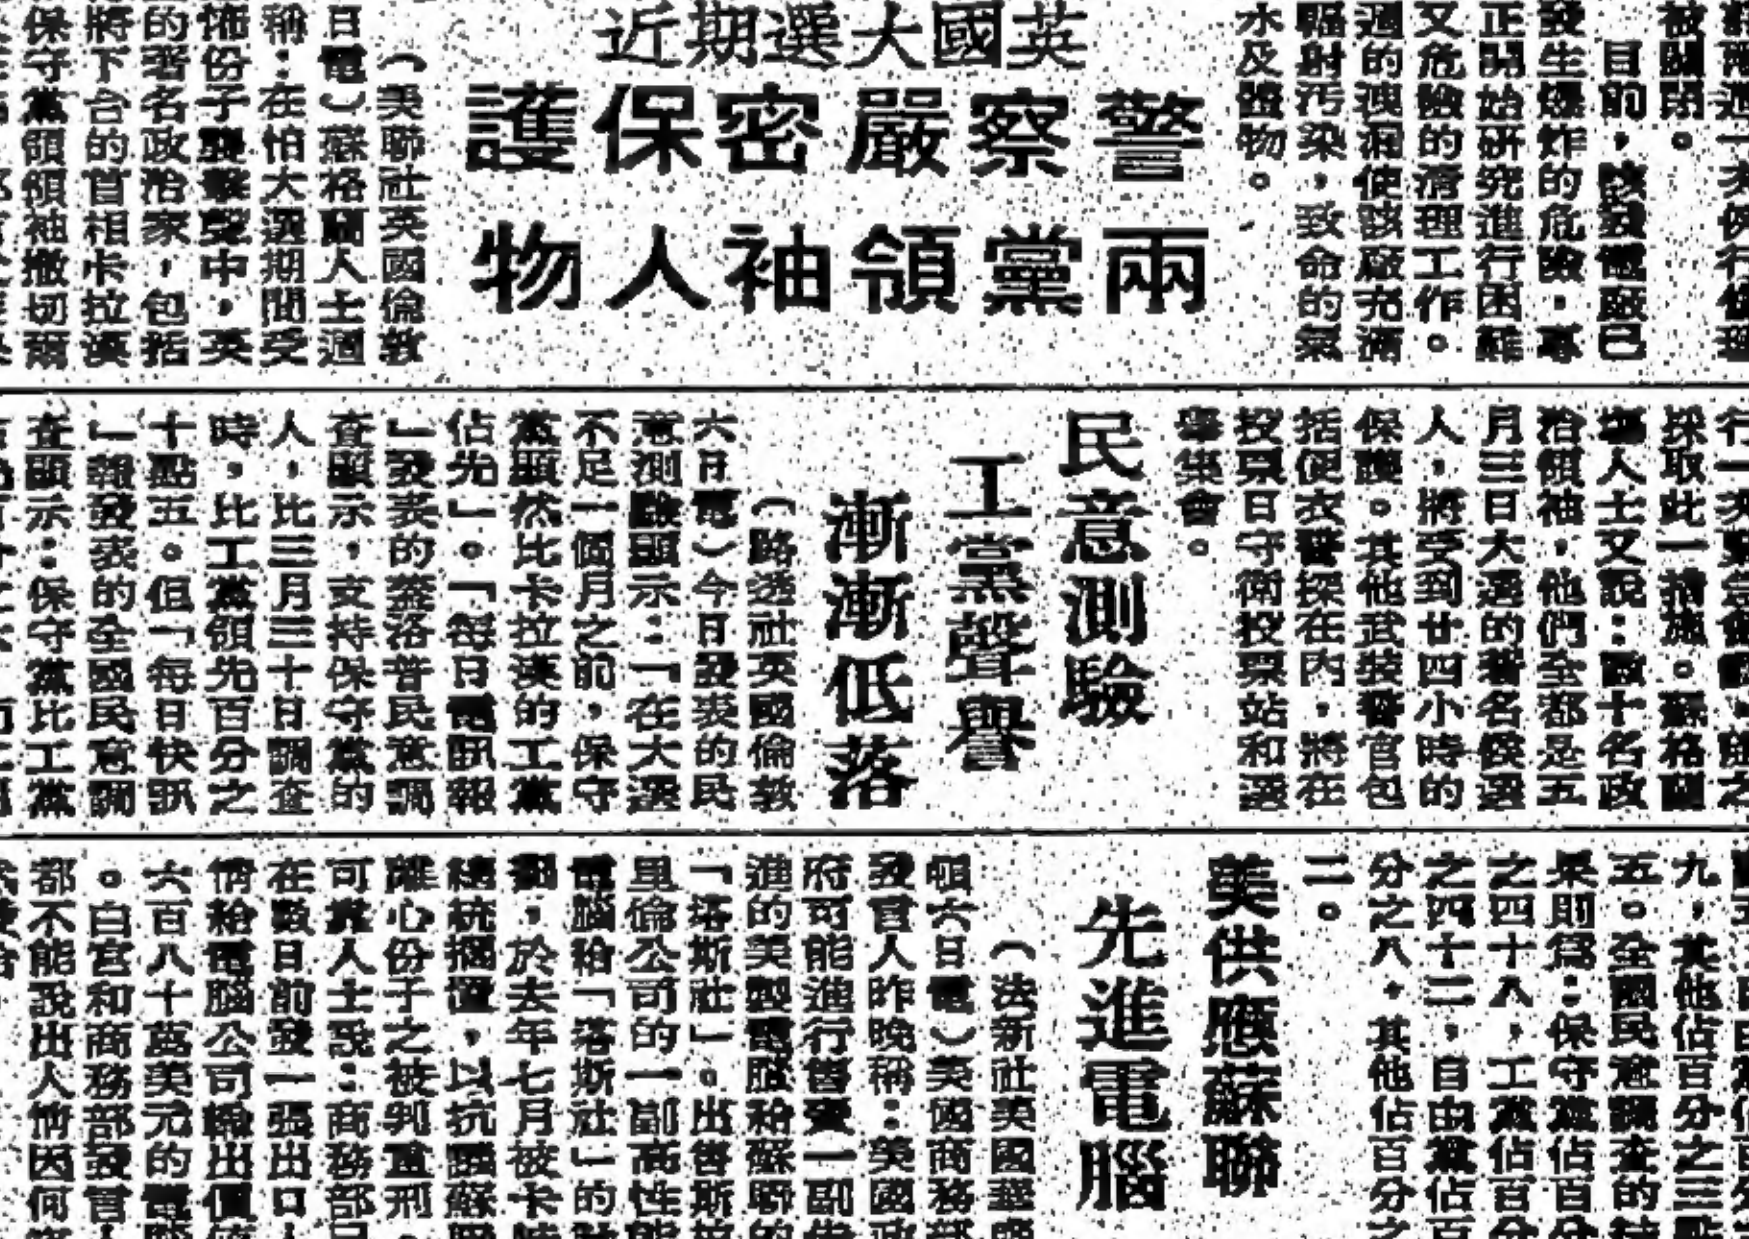 被關閉。
目前，該發電廠已
發生爆炸的危險，專
正開始研究進行困難
又危險的清理工作。
週的洩漏使該廠充滿
輻射污染，致命的氣
水及體物。
英國大選期近
警察嚴密保護
兩黨領袖人物
（美聯社英國倫敦
日電）蘇格蘭人士週
稱：在怕大選期間受
怖份子襲擊聲中，英
的著名政治家，包括
將下台的首相卡拉漢
保守黨領領袖撤切爾
採取此一措施。蘇格蘭
場人士又說：數十名政
治領袖，他們全都是五
月三日大選的著名候選
人，將受到廿四小時的
保護。其他武裝警官包
括便衣警探在內，將在
投票日守衛投票站和選
舉集會。
民意測驗
工黨聲譽
漸漸低落
（路透社英國倫敦
六日電）今日發表的民
意測驗顯示：「在大選
不足一個月之前，保守
黨顯然比卡拉漢的工黨
佔先」。「每日電訊報
」發表的蓋洛普民意調
查顯示，支持保守黨的
人，比三月三十日調查
時，比工黨領先百分之
十點五。但「每日快訊
」報發表的全國民意調
查顯示：保守黨比工黨
九，其他佔百分之三點
五。全國民意調查的結
果則為：保守黨佔百分
之四十八，工黨佔百分
之四十二，自由黨佔百
分之八，其他佔百分之
二。
美供應蘇聯
先進電腦
（法新社美國華盛
頓六日電）美國商務部
發言人昨晚稱：美國政
府可能進行售賣一副先
進的美製電腦給蘇聯的
「塔斯社」。出售斯拍
里倫公司的一副高性能
電腦給「塔斯社」的計
劃，於去年七月被卡特
總統擱置，以抗議蘇聯
離心份子之被判重刑。
可靠人士說：商務部已
在數日前發一張出口
俏給電腦公司輸出價值
六百八十萬美元的電腦
。白宮和商務部發言人
都不能說出人俏因何